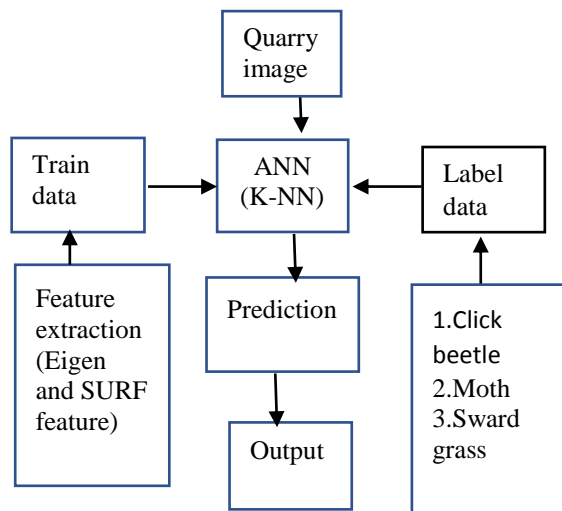 Quarry
image
Train
data
ANN
(K-NN)
Label
data
Feature
extraction
(Eigen
and SURF
feature)
Prediction
1.Click
beetle
2.Moth
3.Sward
grass
Output